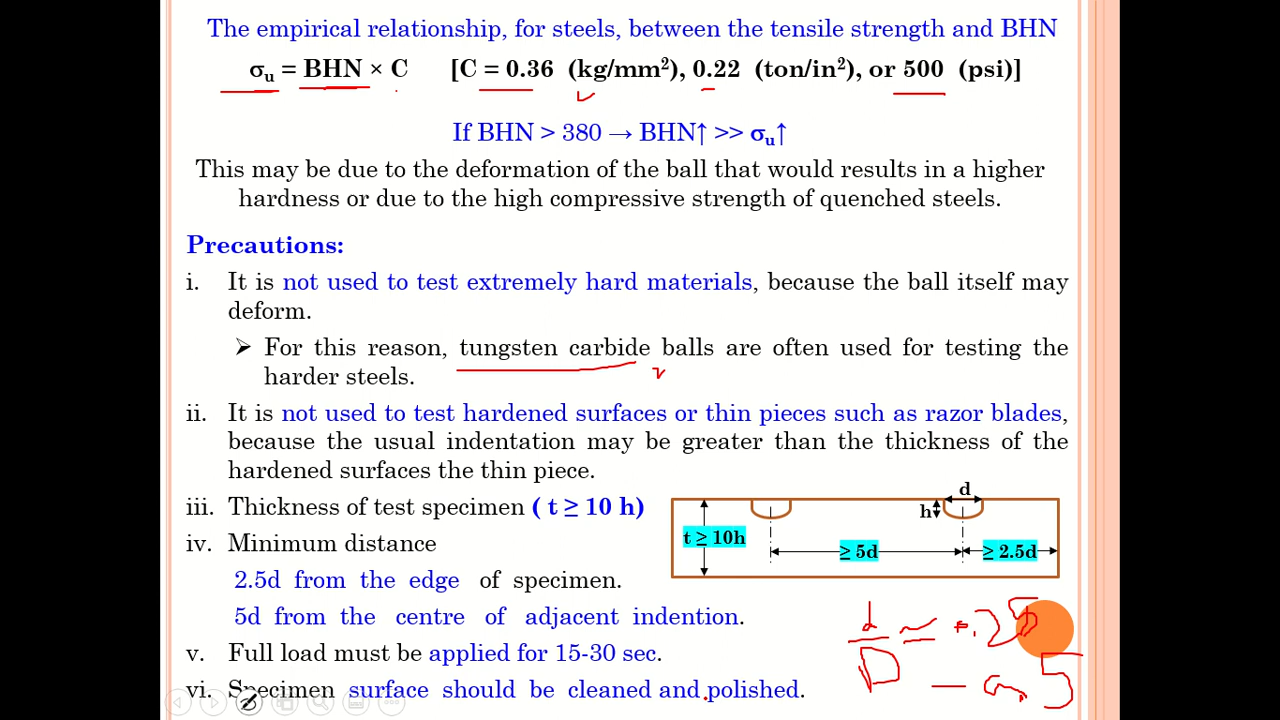 The empirical relationship, for steels, between the tensile strength and BHN
σᵤ = BHN × C [C = 0.36 (kg/mm²), 0.22 (ton/in²), or 500 (psi)]
If BHN > 380 → BHN↑ >> σᵤ↑
This may be due to the deformation of the ball that would results in a higher
hardness or due to the high compressive strength of quenched steels.
Precautions:
i. It is not used to test extremely hard materials, because the ball itself may
deform.
➤ For this reason, tungsten carbide balls are often used for testing the
harder steels.
ii. It is not used to test hardened surfaces or thin pieces such as razor blades,
because the usual indentation may be greater than the thickness of the
hardened surfaces the thin piece.
iii. Thickness of test specimen ( t ≥ 10 h)
iv. Minimum distance
2.5d from the edge of specimen.
5d from the centre of adjacent indention.
v. Full load must be applied for 15-30 sec.
vi. Specimen surface should be cleaned and polished.
d
h
t ≥ 10h
≥ 5d
≥ 2.5d
d/D ≃ 0.25
– 0.5